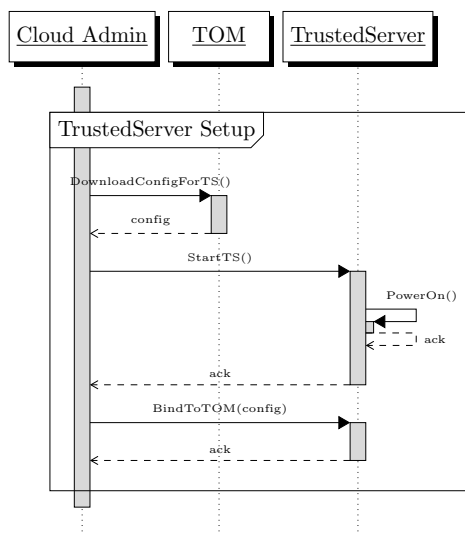 Cloud Admin
TOM
TrustedServer
TrustedServer Setup
DownloadConfigForTS()
config
StartTS()
PowerOn()
ack
ack
BindToTOM(config)
ack